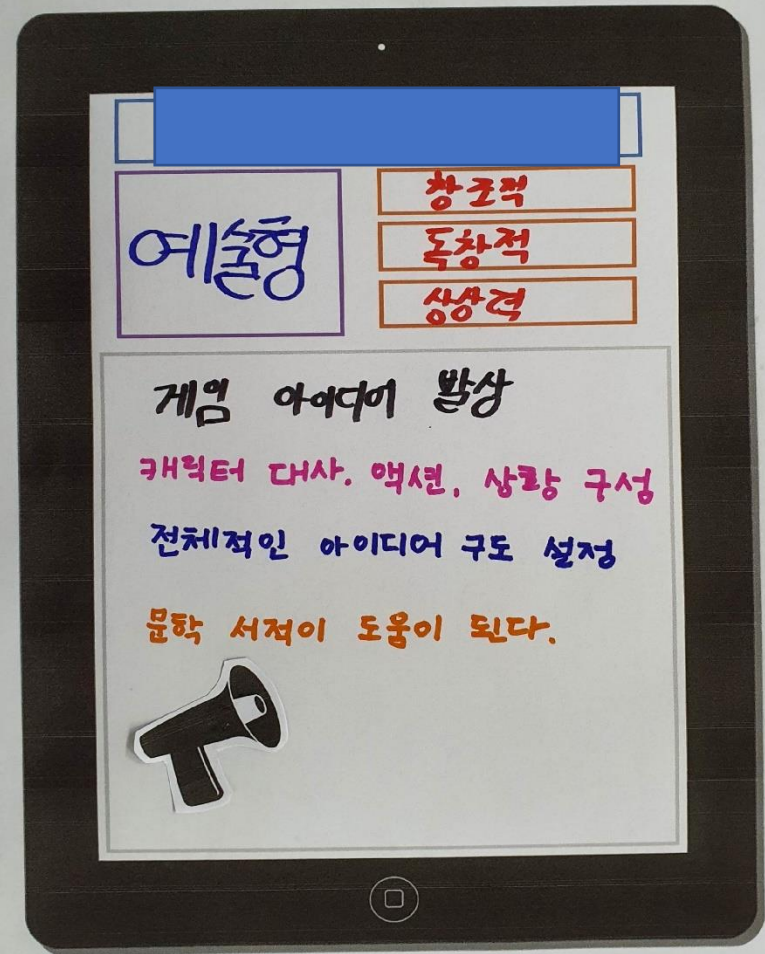 예술형
창조적
독창적
상상력
게임 아이디어 발상
캐릭터 대사. 액션, 상황 구성
전체적인 아이디어 구도 설정
문학 서적이 도움이 된다.